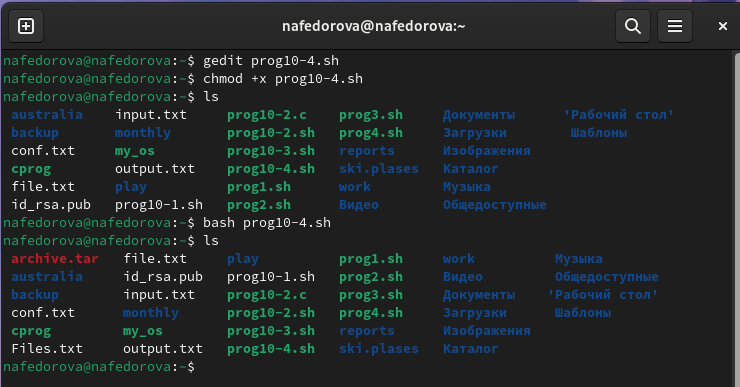 nafedorova@nafedorova:~
nafedorova@nafedorova:~$ gedit prog10-4.sh
nafedorova@nafedorova:~$ chmod +x prog10-4.sh
nafedorova@nafedorova:~$ ls
australia input.txt prog10-2.c prog3.sh Документы 'Рабочий стол'
backup monthly prog10-2.sh prog4.sh Загрузки Шаблоны
conf.txt my_os prog10-3.sh reports Изображения
cprog output.txt prog10-4.sh ski.plases Каталог
file.txt play prog1.sh work Музыка
id_rsa.pub prog10-1.sh prog2.sh Видео Общедоступные
nafedorova@nafedorova:~$ bash prog10-4.sh
nafedorova@nafedorova:~$ ls
archive.tar file.txt play prog1.sh work Музыка
australia id_rsa.pub prog10-1.sh prog2.sh Видео Общедоступные
backup input.txt prog10-2.c prog3.sh Документы 'Рабочий стол'
conf.txt monthly prog10-2.sh prog4.sh Загрузки Шаблоны
cprog my_os prog10-3.sh reports Изображения
Files.txt output.txt prog10-4.sh ski.plases Каталог
nafedorova@nafedorova:~$